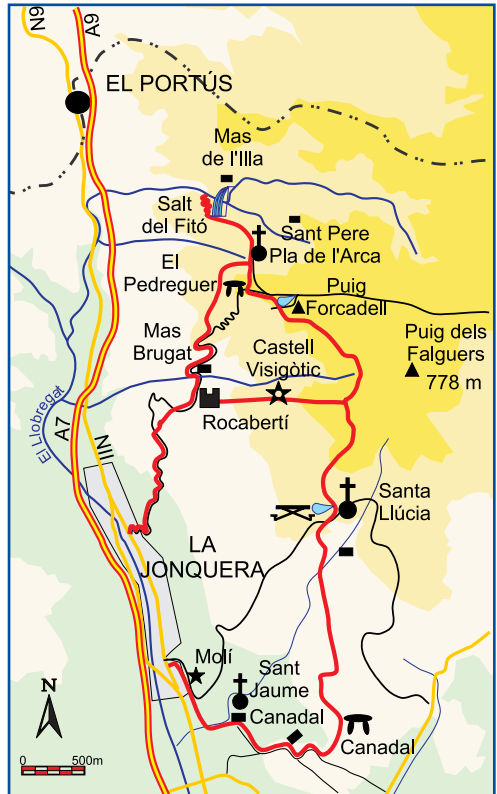 N9
A9
EL PORTÚS
Mas
de l'Illa
Salt
del Fitó
Sant Pere
Pla de l'Arca
El
Pedreguer
Puig
Forcadell
Mas
Brugat
Castell
Visigòtic
Puig dels
Falguers
778 m
Rocabertí
El Llobregat
A7
NII
Santa
Llúcia
LA
JONQUERA
Molí
Sant
Jaume
Canadal
Canadal
N
0 500m